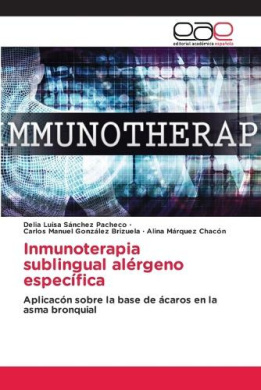 eae
editorial académica española
IMMUNOTHERAP
Delia Luisa Sánchez Pacheco ·
Carlos Manuel González Brizuela · Alina Márquez Chacón
Inmunoterapia
sublingual alérgeno
específica
Aplicacón sobre la base de ácaros en la
asma bronquial